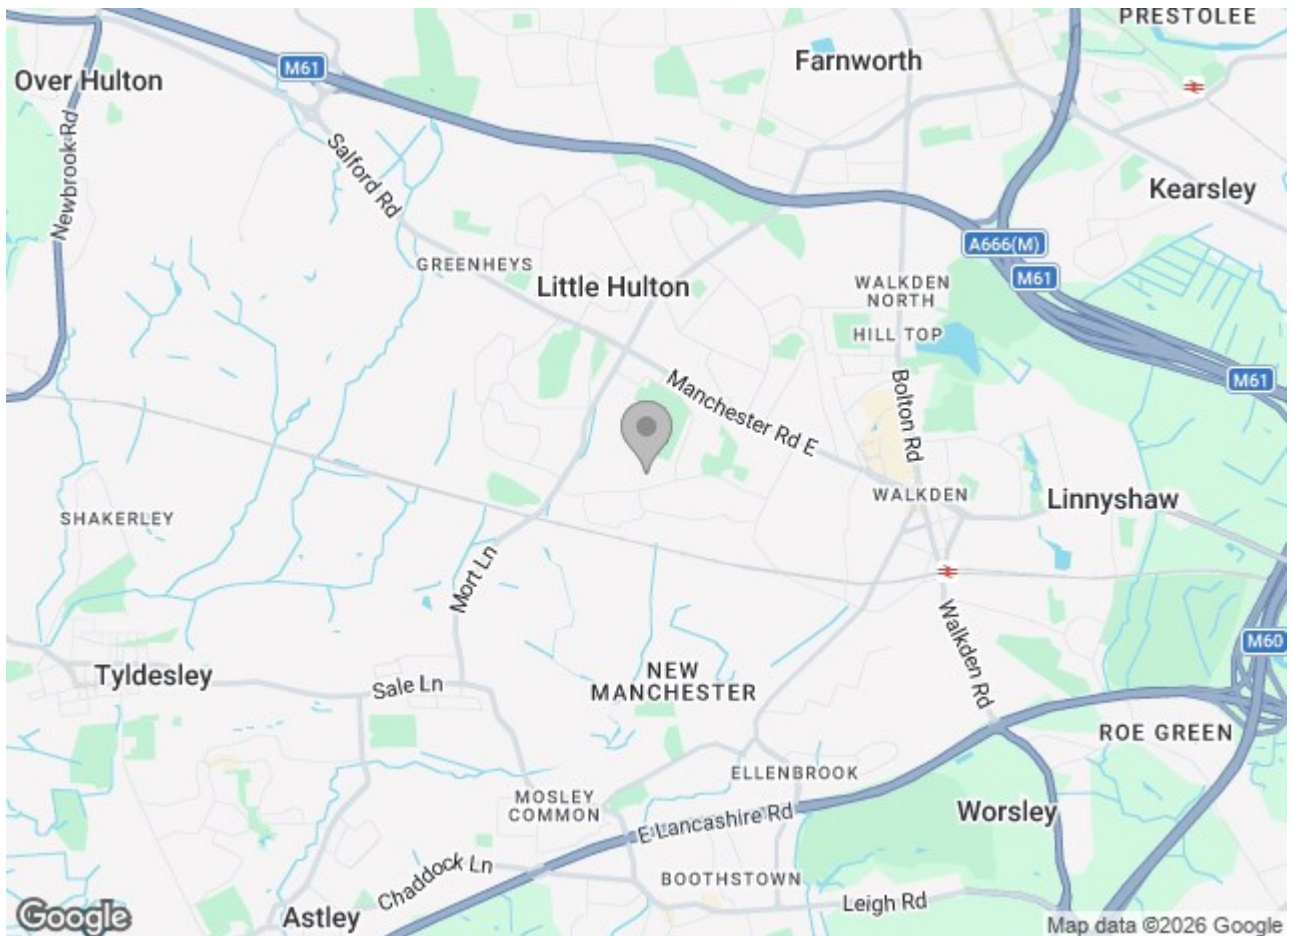 PRESTOLEE
Farnworth
M61
Over Hulton
Newbrook Rd
Salford Rd
Kearsley
A666(M)
M61
GREENHEYS
Little Hulton
WALKDEN
NORTH
HILL TOP
M61
Manchester Rd E
Bolton Rd
WALKDEN
Linnyshaw
SHAKERLEY
Mort Ln
Walkden Rd
M60
Tyldesley
Sale Ln
NEW
MANCHESTER
ROE GREEN
ELLENBROOK
MOSLEY
COMMON
E Lancashire Rd
Worsley
Chaddock Ln
BOOTHSTOWN
Leigh Rd
Astley
Google
Map data ©2026 Google